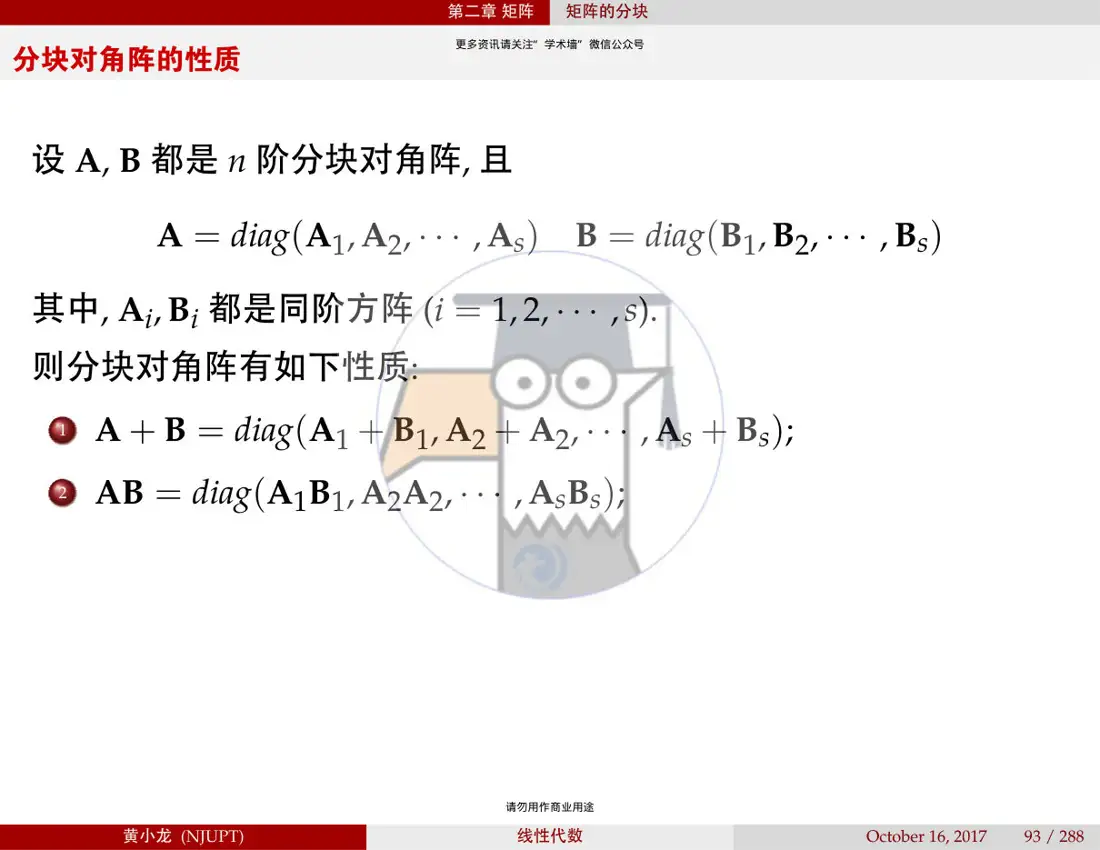 第二章 矩阵 矩阵的分块
更多资讯请关注“学术墙”微信公众号
分块对角阵的性质
设 A, B 都是 n 阶分块对角阵, 且
A = diag(A₁, A₂, ··· , Aₛ) B = diag(B₁, B₂, ··· , Bₛ)
其中, Aᵢ, Bᵢ 都是同阶方阵 (i = 1, 2, ··· , s).
则分块对角阵有如下性质:
1 A + B = diag(A₁ + B₁, A₂ + A₂, ··· , Aₛ + Bₛ);
2 AB = diag(A₁B₁, A₂A₂, ··· , AₛBₛ);
请勿用作商业用途
黄小龙 (NJUPT) 线性代数 October 16, 2017 93 / 288